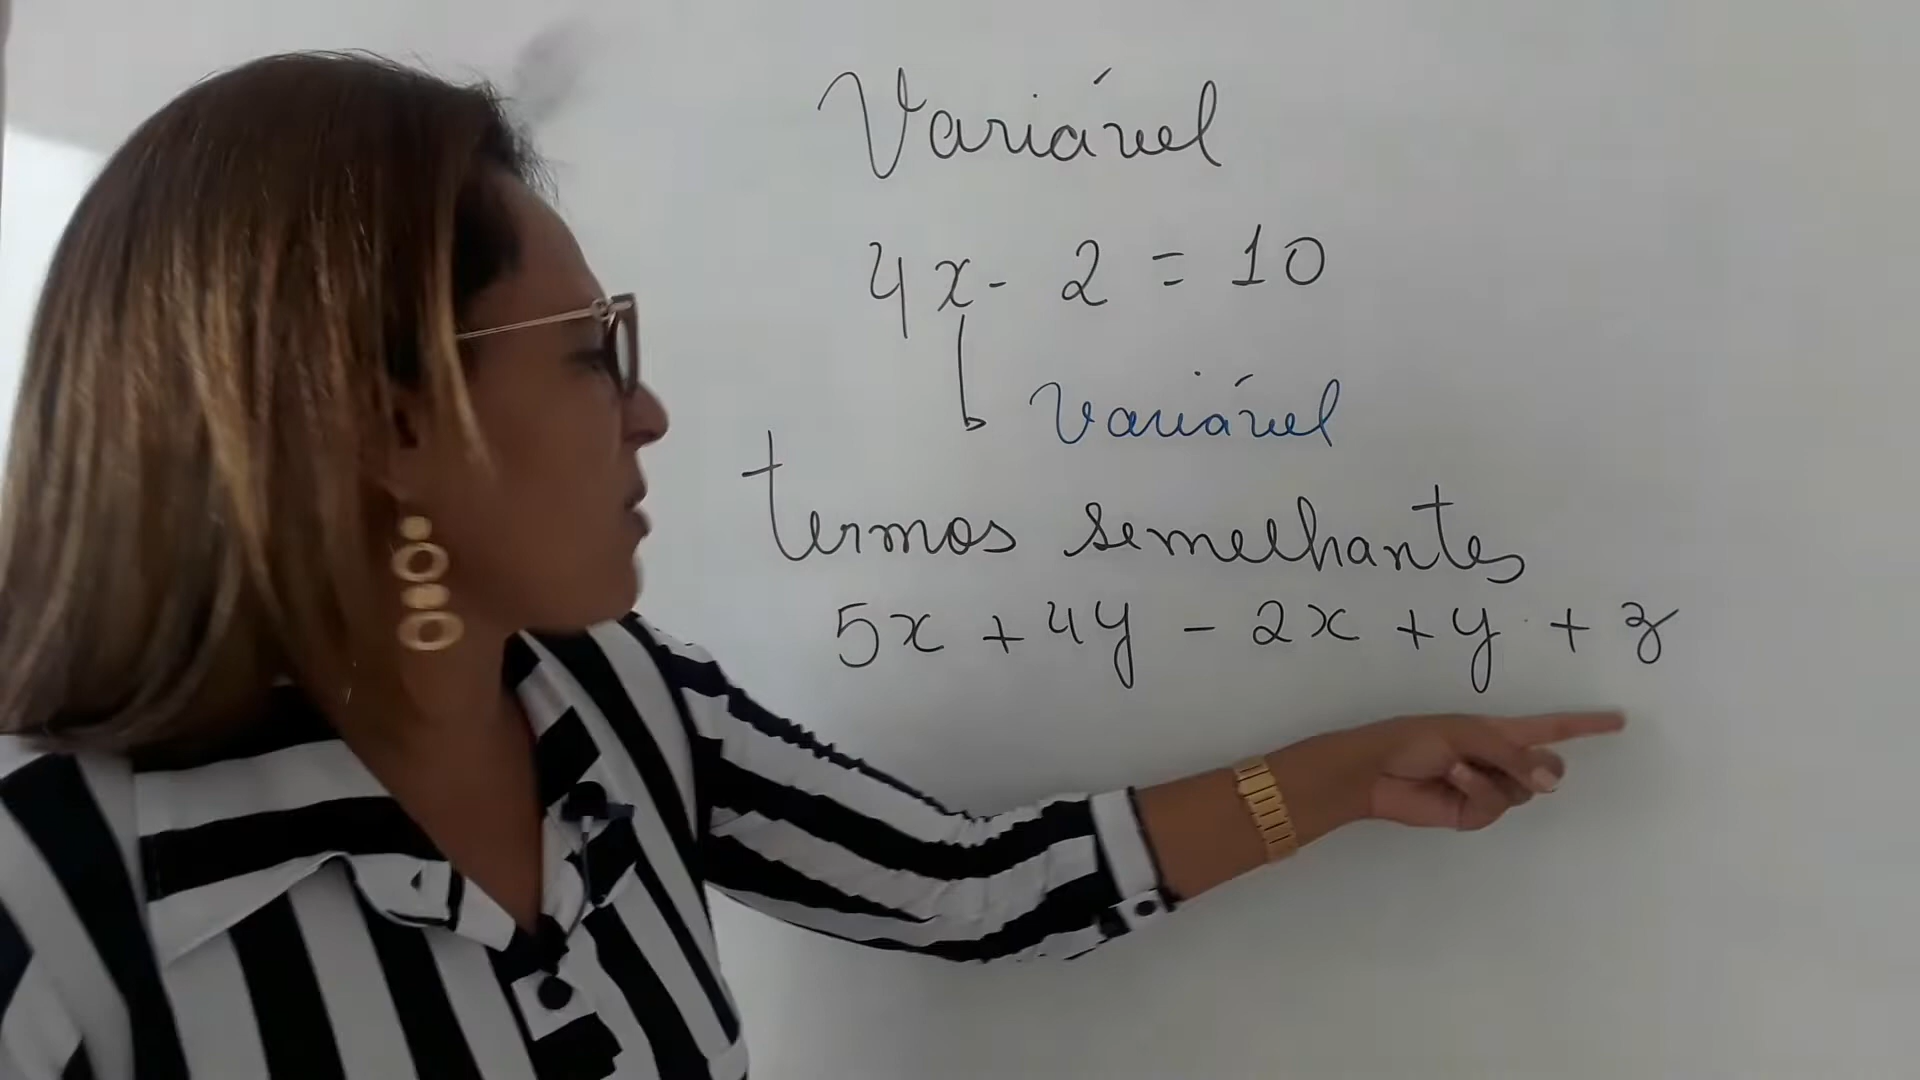 Variável
4x - 2 = 10
variável
termos semelhantes
5x + 4y - 2x + y + z